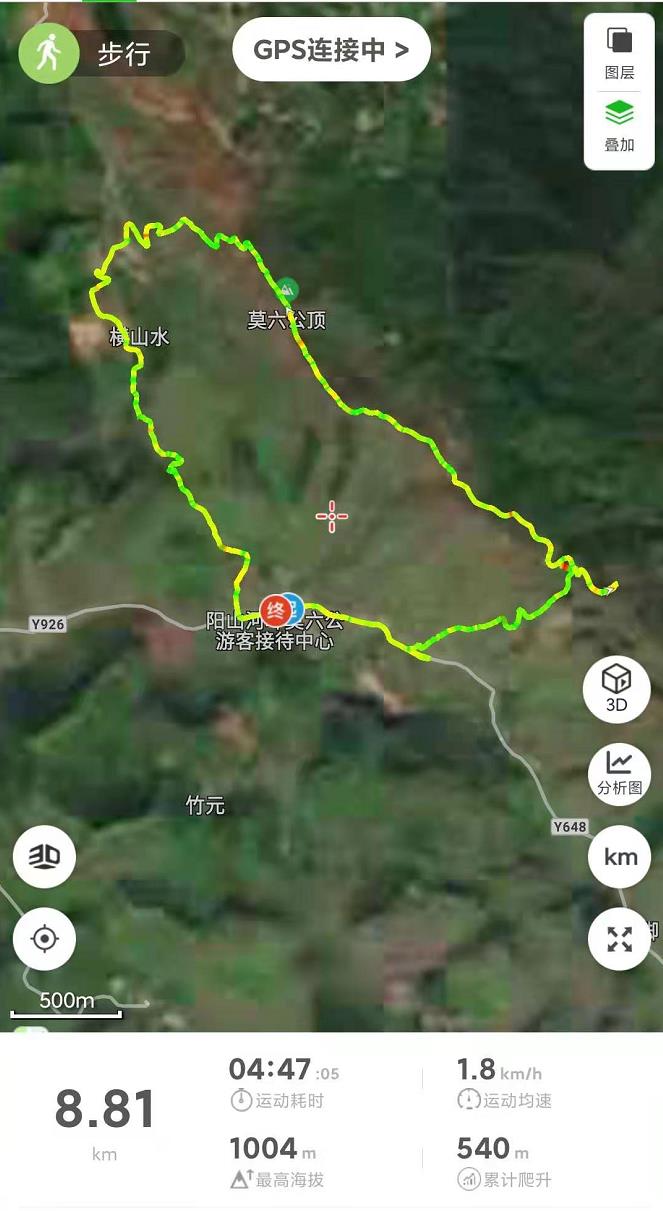 步行
GPS连接中 >
图层
叠加
莫六公顶
横山水
Y926
游客接待中心
3D
分析图
竹元
Y648
3D
km
500m
8.81
km
04:47:05
运动耗时
1.8 km/h
运动均速
1004 m
最高海拔
540 m
累计爬升